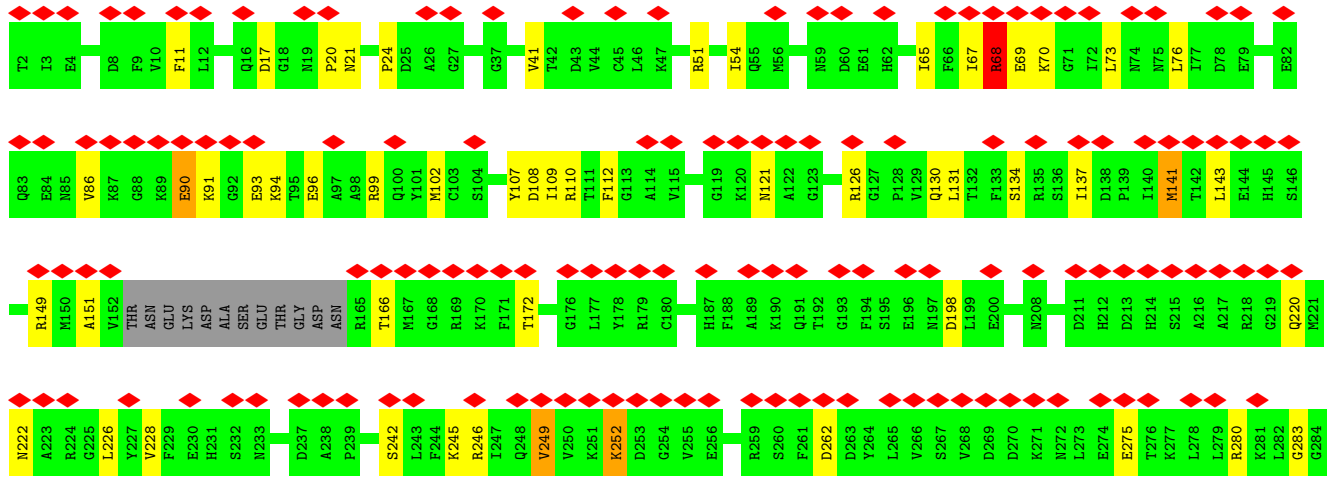 T2 I3 E4 D8 F9 V10 F11 L12 Q16 D17 G18 N19 P20 N21 P24 D25 A26 G27 G37 V41 T42 D43 V44 C45 L46 K47 R51 I54 Q55 M56 N59 D60 E61 H62 I65 F66 I67 R68 E69 K70 G71 I72 L73 N74 N75 L76 I77 D78 E79 E82
Q83 E84 N85 V86 K87 G88 K89 E90 K91 G92 E93 K94 T95 E96 A97 A98 R99 Q100 Y101 M102 C103 S104 Y107 D108 I109 R110 T111 F112 G113 A114 V115 G119 K120 N121 A122 G123 R126 G127 P128 V129 Q130 L131 T132 F133 S134 R135 S136 I137 D138 P139 I140 M141 T142 L143 E144 H145 S146
R149 M150 A151 V152 THR ASN GLU LYS ASP ALA SER GLU THR GLY ASP ASN R165 T166 M167 G168 R169 K170 F171 T172 G176 L177 Y178 R179 C180 H187 F188 A189 K190 Q191 T192 G193 F194 S195 E196 N197 D198 L199 E200 N208 D211 H212 D213 H214 S215 A216 A217 R218 G219 Q220 M221
N222 A223 R224 G225 L226 Y227 V228 F229 E230 H231 S232 N233 D237 A238 P239 S242 L243 F244 K245 R246 I247 Q248 V249 V250 K251 K252 D253 G254 V255 E256 R259 S260 F261 D262 D263 Y264 L265 V266 S267 V268 D269 D270 K271 N272 L273 E274 E275 T276 K277 L278 L279 R280 K281 L282 G283 G284